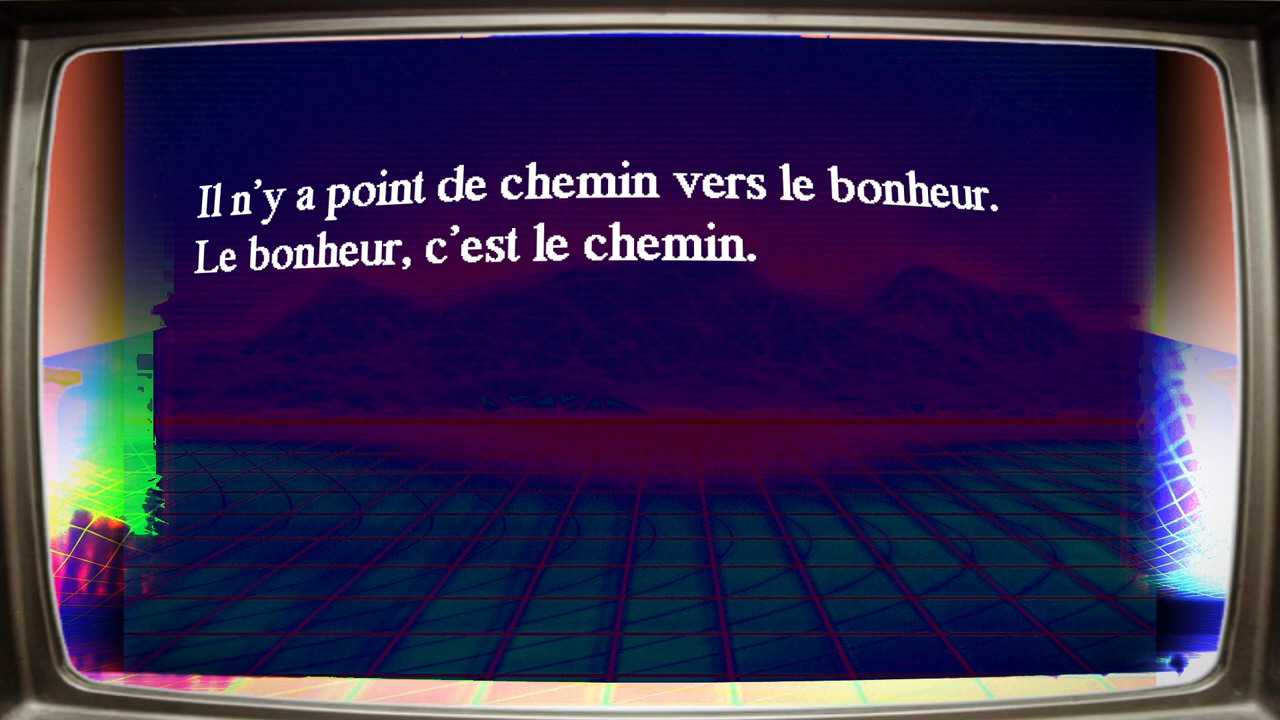 Il n’y a point de chemin vers le bonheur.
Le bonheur, c’est le chemin.